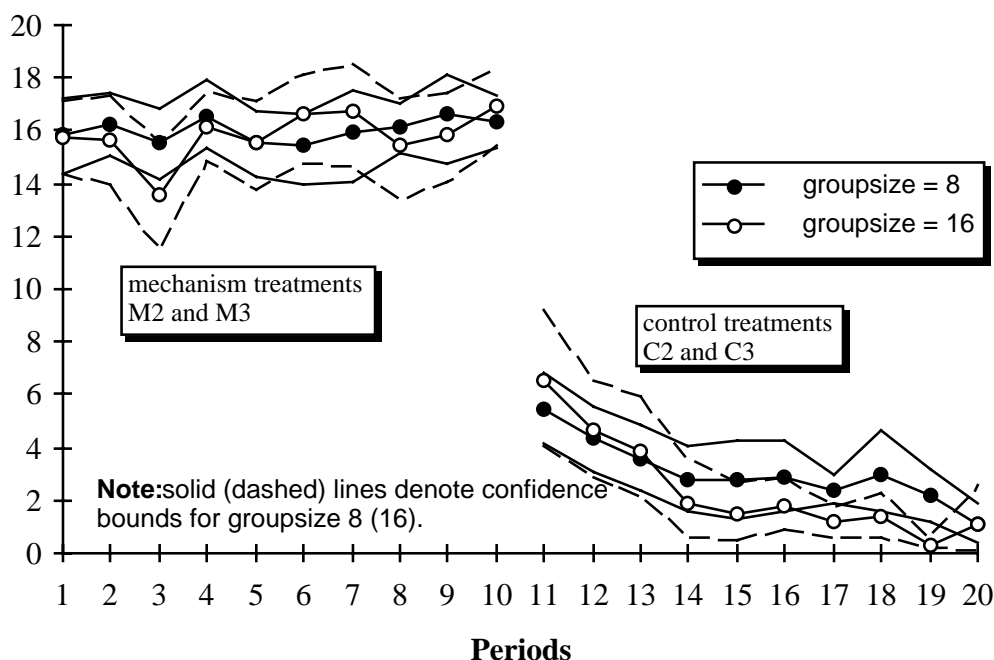 20
18
16
14
12
10
8
6
4
2
0
groupsize = 8
groupsize = 16
mechanism treatments
M2 and M3
control treatments
C2 and C3
Note:solid (dashed) lines denote confidence
bounds for groupsize 8 (16).
1 2 3 4 5 6 7 8 9 10 11 12 13 14 15 16 17 18 19 20
Periods